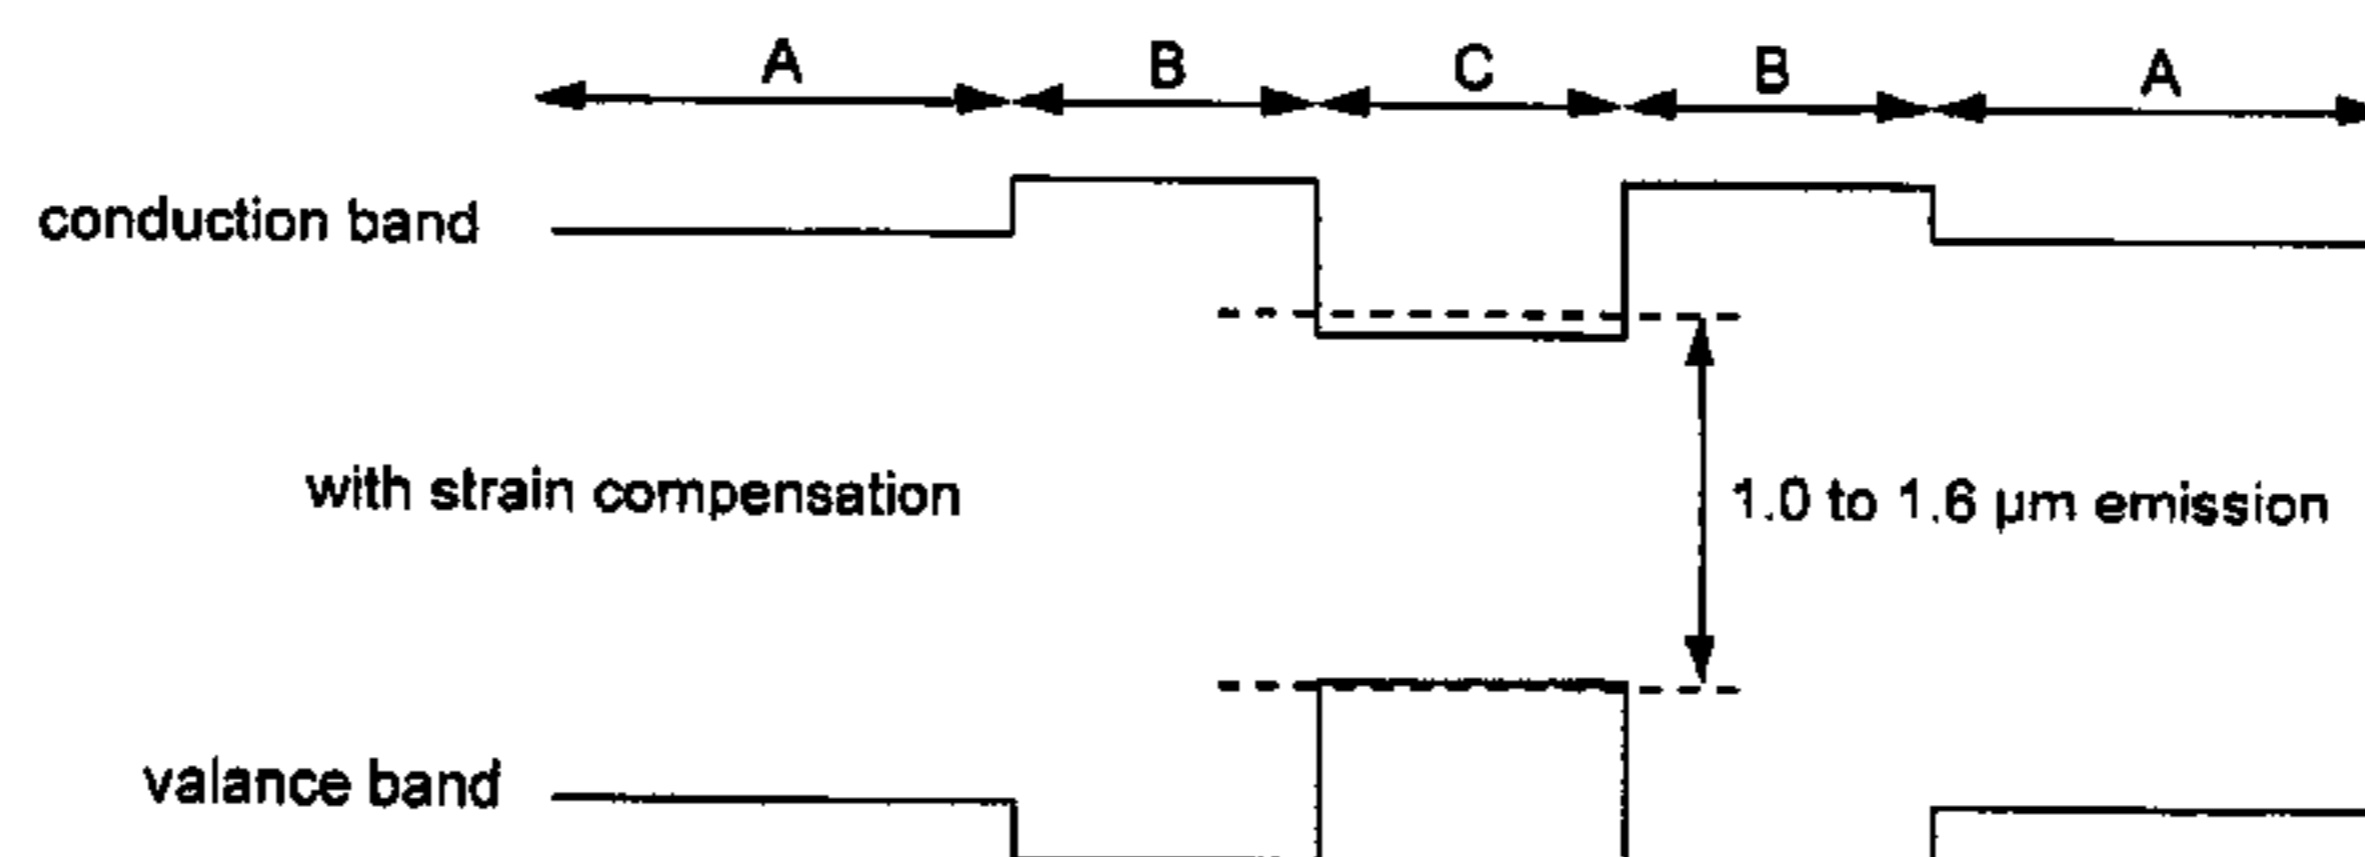 A B C B A
conduction band
with strain compensation
1.0 to 1.6 µm emission
valance band